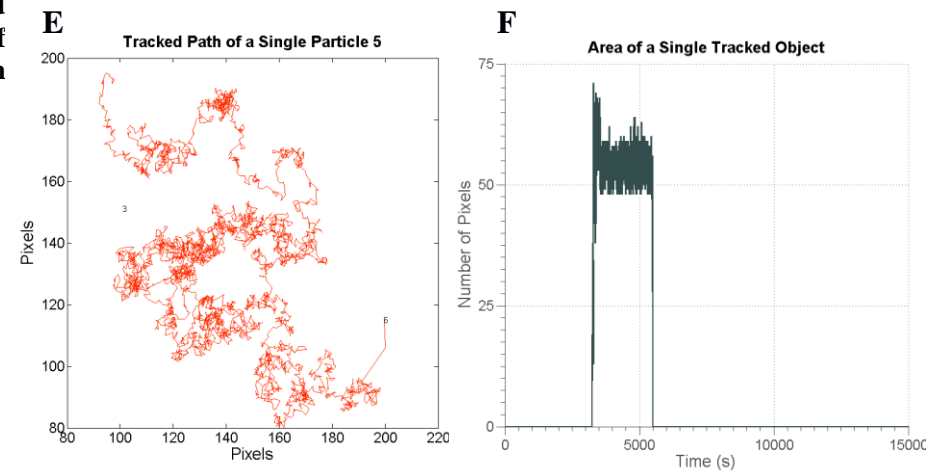 f
E
Tracked Path of a Single Particle 5
200
180
160
140
120
100
80
80 100 120 140 160 180 200 220
Pixels
Pixels
3
F
Area of a Single Tracked Object
75
50
25
0
0 5000 10000 15000
Number of Pixels
Time (s)